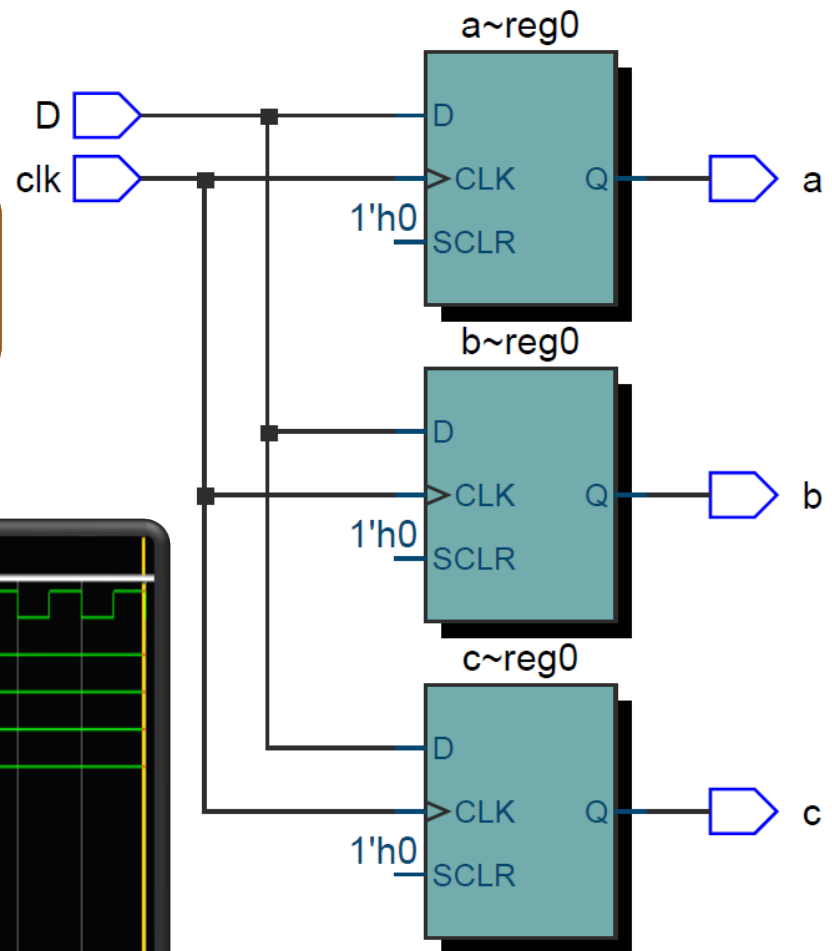 a~reg0
D
D
clk
CLK
Q
a
1'h0
SCLR
b~reg0
D
CLK
Q
b
1'h0
SCLR
c~reg0
D
CLK
Q
c
1'h0
SCLR